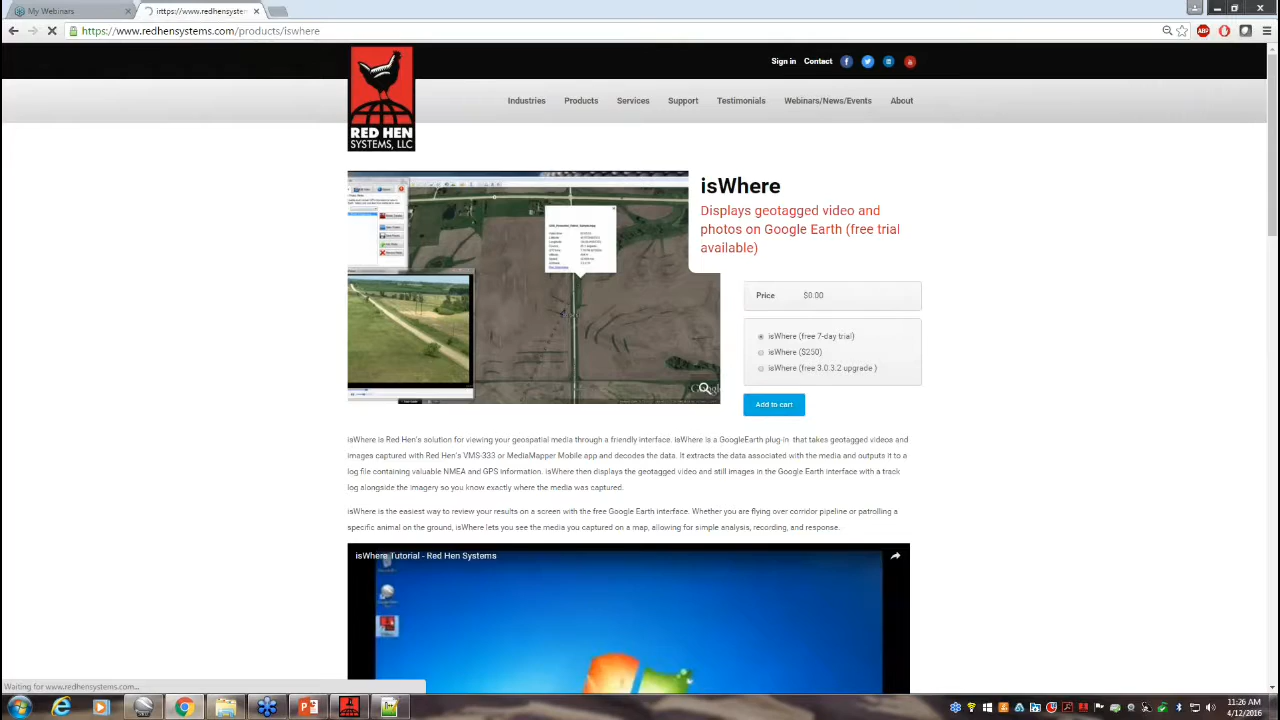 My Webinars
https://www.redhensystems.com/products/iswhere
Sign in Contact
Industries Products Services Support Testimonials Webinars/News/Events About
RED HEN
SYSTEMS, LLC
isWhere
Displays geotagged video and
photos on Google Earth (free trial
available)
Price $0.00
isWhere (free 7-day trial)
isWhere ($250)
isWhere (free 3.0.3.2 upgrade )
Add to cart
isWhere is Red Hen's solution for viewing your geospatial media through a friendly interface. isWhere is a GoogleEarth plug-in that takes geotagged videos and
images captured with Red Hen's VMS-333 or MediaMapper Mobile app and decodes the data. It extracts the data associated with the media and outputs it to a
log file containing valuable NMEA and GPS information. isWhere then displays the geotagged video and still images in the Google Earth interface with a track
log alongside the imagery so you know exactly where the media was captured.
isWhere is the easiest way to review your results on a screen with the free Google Earth interface. Whether you are flying over corridor pipeline or patrolling a
specific animal on the ground, isWhere lets you see the media you captured on a map, allowing for simple analysis, recording, and response.
isWhere Tutorial - Red Hen Systems
Waiting for www.redhensystems.com...
11:26 AM
4/12/2016